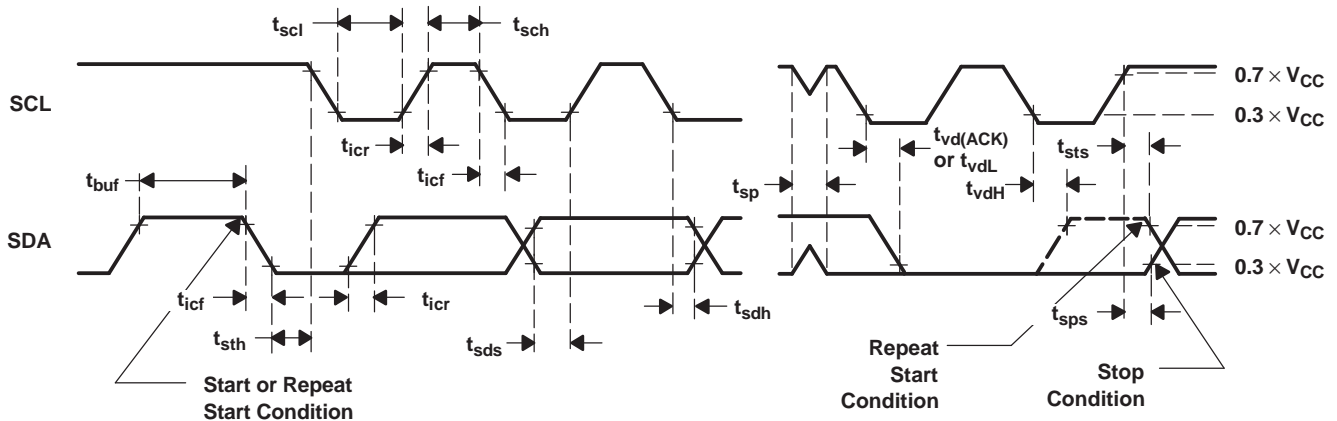 tscl
tsch
SCL
0.7 × VCC
0.3 × VCC
ticr
ticf
tbuf
tvd(ACK)
or tvdL
tsts
tsp
tvdH
SDA
0.7 × VCC
0.3 × VCC
ticf
ticr
tsth
tsds
tsdh
tsps
Start or Repeat
Start Condition
Repeat
Start
Condition
Stop
Condition